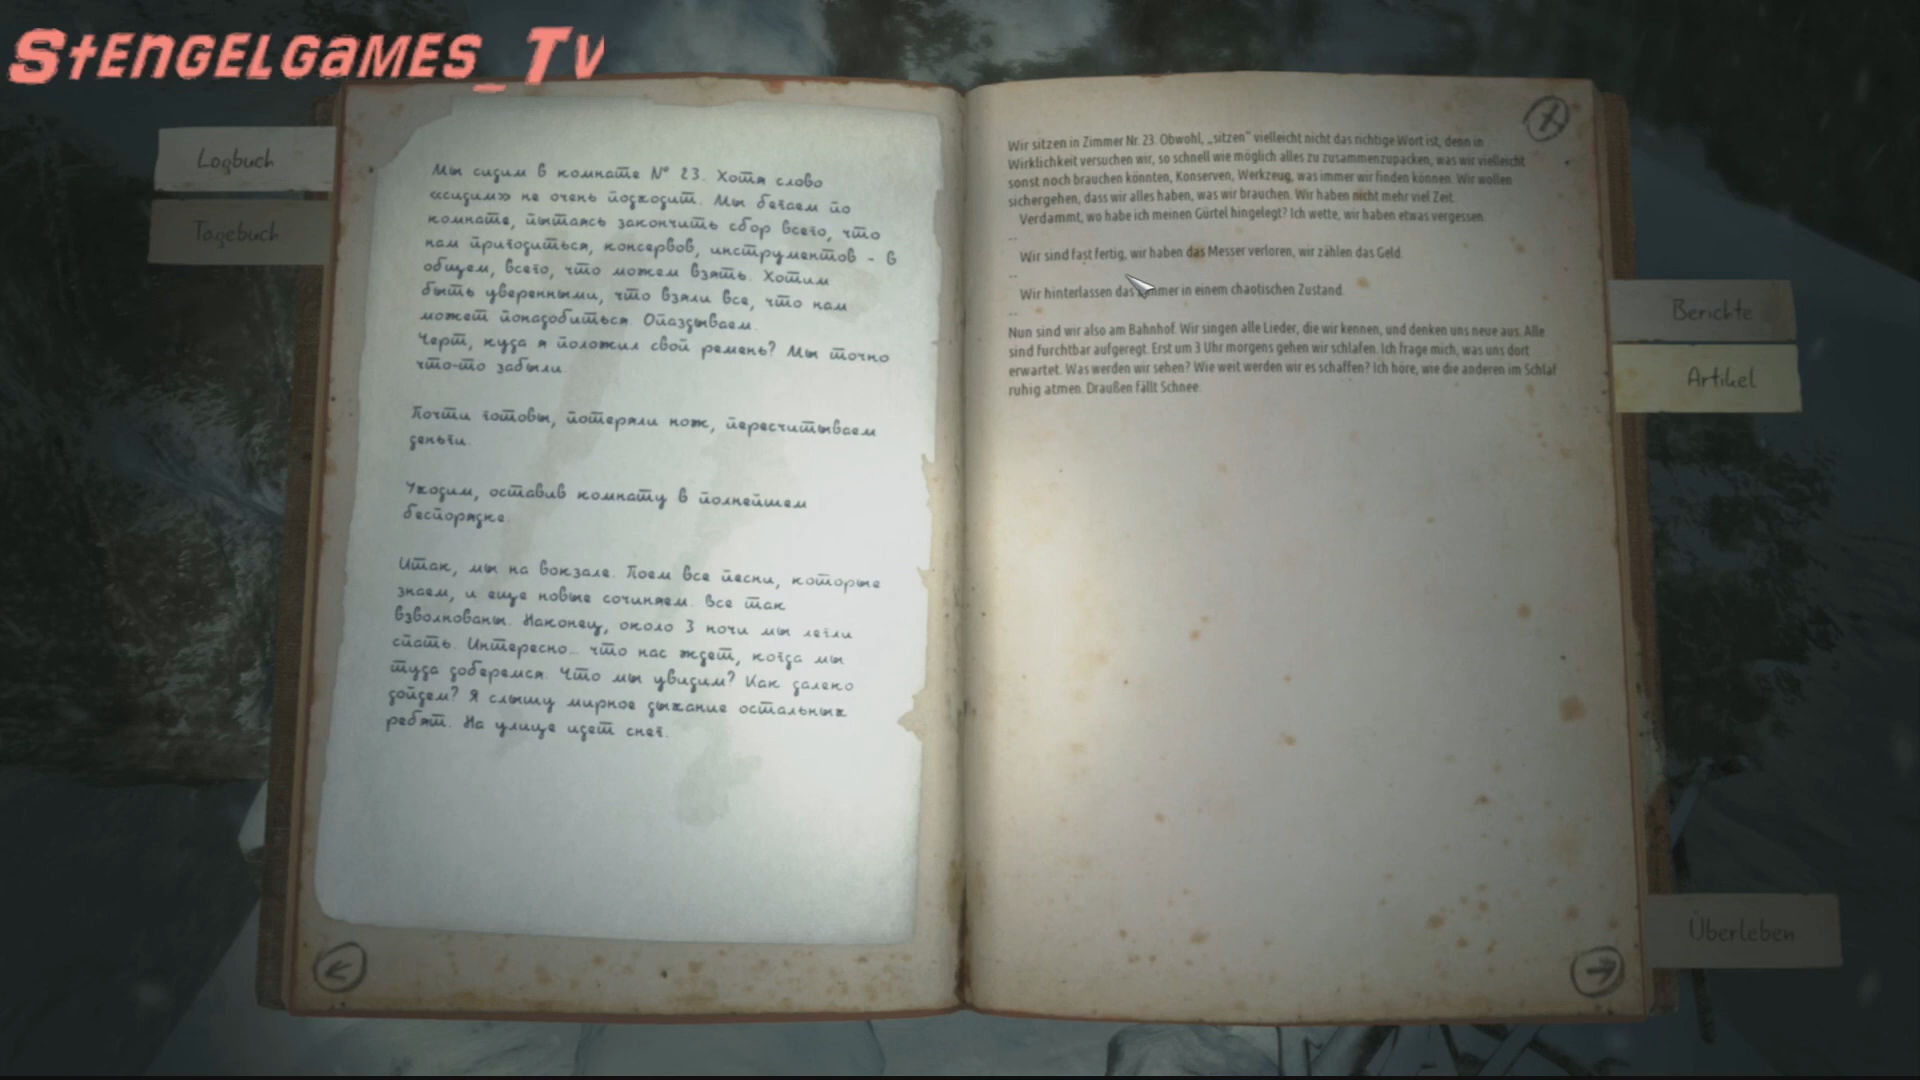 StENGELGaMES_Tv
Logbuch
Tagebuch
Мы сидим в комнате № 23. Хотя слово
«сидим» не очень подходит. Мы бегаем по
комнате, пытаясь закончить сбор всего, что
нам пригодиться, консервов, инструментов - в
общем, всего, что можем взять. Хотим
быть уверенными, что взяли все, что нам
может понадобиться. Опаздываем.
Черт, куда я положил свой ремень? Мы точно
что-то забыли.
Почти готовы, потеряли нож, пересчитываем
деньги.
Уходим, оставив комнату в полнейшем
беспорядке.
Итак, мы на вокзале. Поем все песни, которые
знаем, и еще новые сочиняем. Все так
взволнованы. Наконец, около 3 ночи мы легли
спать. Интересно... что нас ждет, когда мы
туда доберемся. Что мы увидим? Как далеко
дойдем? Я слышу мирное дыхание остальных
ребят. На улице идет снег.
Wir sitzen in Zimmer Nr. 23. Obwohl, „sitzen“ vielleicht nicht das richtige Wort ist, denn in
Wirklichkeit versuchen wir, so schnell wie möglich alles zu zusammenzupacken, was wir vielleicht
sonst noch brauchen könnten, Konserven, Werkzeug, was immer wir finden können. Wir wollen
sichergehen, dass wir alles haben, was wir brauchen. Wir haben nicht mehr viel Zeit.
Verdammt, wo habe ich meinen Gürtel hingelegt? Ich wette, wir haben etwas vergessen.
..
Wir sind fast fertig, wir haben das Messer verloren, wir zählen das Geld.
..
Wir hinterlassen das Zimmer in einem chaotischen Zustand.
..
Nun sind wir also am Bahnhof. Wir singen alle Lieder, die wir kennen, und denken uns neue aus. Alle
sind furchtbar aufgeregt. Erst um 3 Uhr morgens gehen wir schlafen. Ich frage mich, was uns dort
erwartet. Was werden wir sehen? Wie weit werden wir es schaffen? Ich höre, wie die anderen im Schlaf
ruhig atmen. Draußen fällt Schnee.
Berichte
Artikel
Überleben